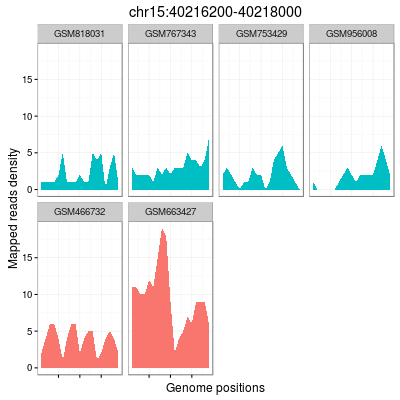 chr15:40216200-40218000
GSM818031 GSM767343 GSM753429 GSM956008
15
10
5
0
Mapped reads density
GSM466732 GSM663427
15
10
5
0
Genome positions